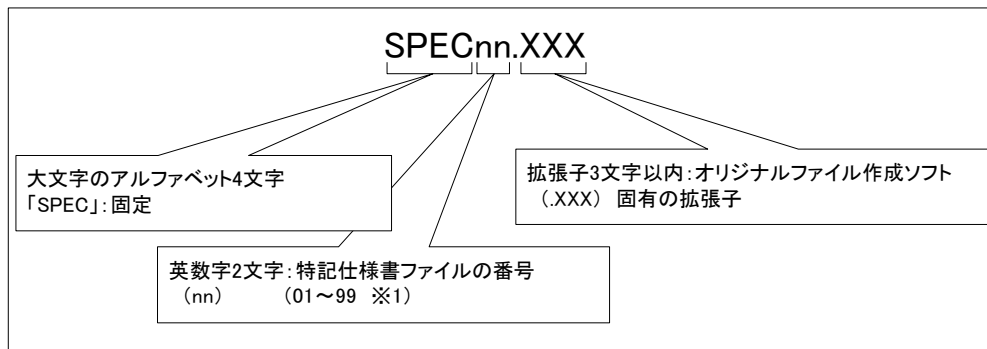 SPECnn.XXX
大文字のアルファベット4文字
「SPEC」:固定
拡張子3文字以内:オリジナルファイル作成ソフト
(.XXX) 固有の拡張子
英数字2文字:特記仕様書ファイルの番号
(nn) (01~99 ※1)